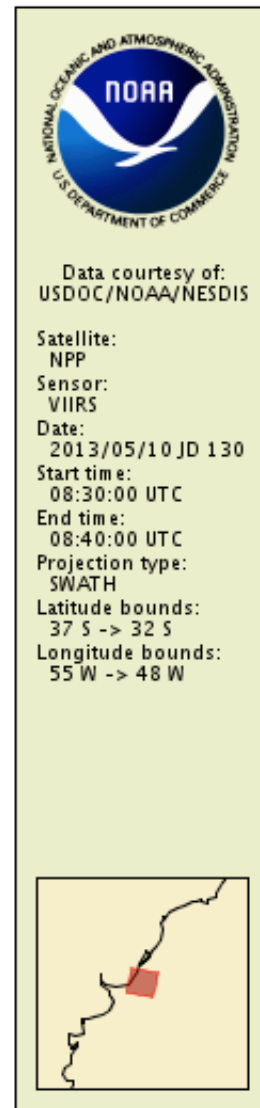 NATIONAL OCEANIC AND ATMOSPHERIC ADMINISTRATION
NOAA
U.S. DEPARTMENT OF COMMERCE
Data courtesy of:
USDOC/NOAA/NESDIS
Satellite:
NPP
Sensor:
VIIRS
Date:
2013/05/10 JD 130
Start time:
08:30:00 UTC
End time:
08:40:00 UTC
Projection type:
SWATH
Latitude bounds:
37 S -> 32 S
Longitude bounds:
55 W -> 48 W